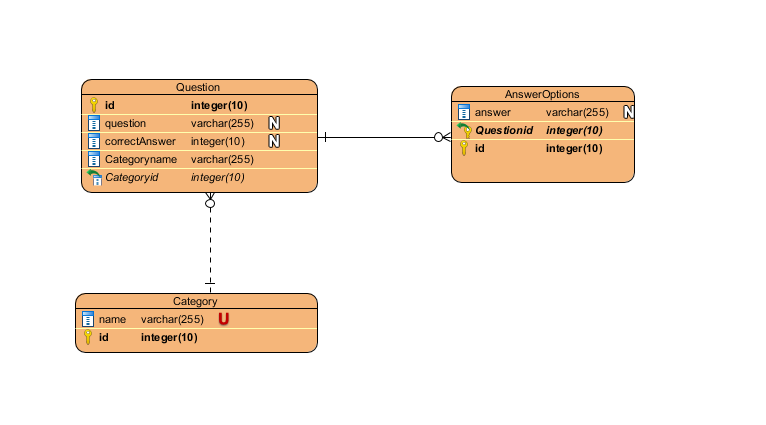 Question
id integer(10)
question varchar(255) N
correctAnswer integer(10) N
Categoryname varchar(255)
Categoryid integer(10)
AnswerOptions
answer varchar(255) N
Questionid integer(10)
id integer(10)
Category
name varchar(255) U
id integer(10)